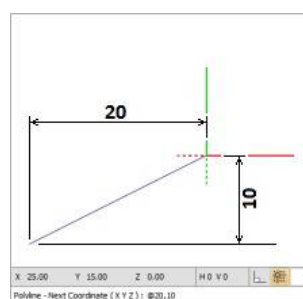 20
10
X 25.00 Y 15.00 Z 0.00 H0 V0
Polyline - Next Coordinate ( X Y Z ) : @20,10